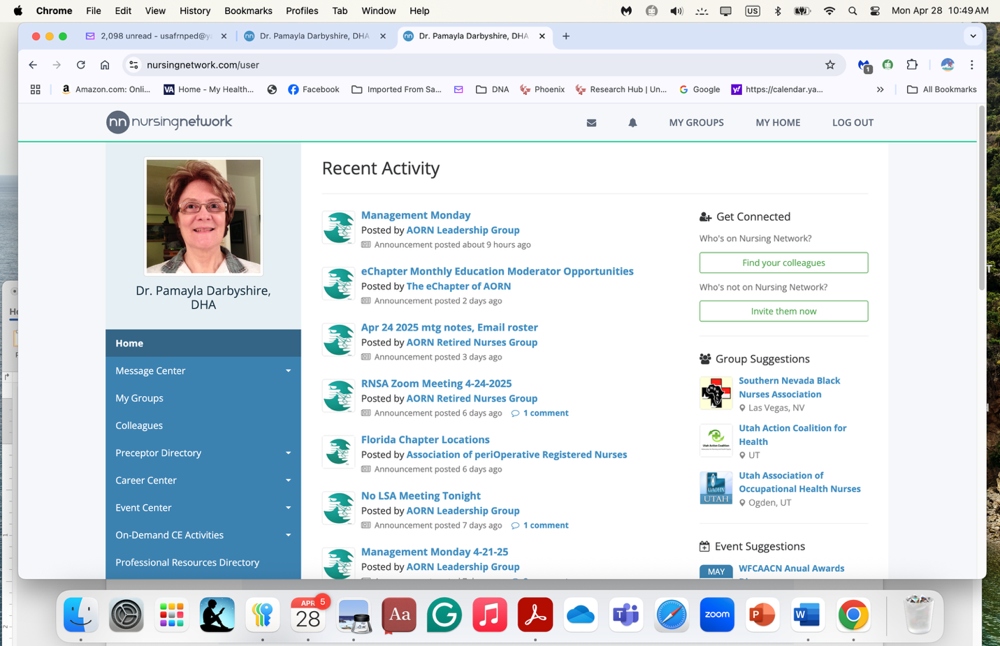 Chrome File Edit View History Bookmarks Profiles Tab Window Help US Mon Apr 28 10:49 AM
2,098 unread - usafrnped@y Dr. Pamayla Darbyshire, DHA Dr. Pamayla Darbyshire, DHA
nursingnetwork.com/user 1
Amazon.com: Onli... VA Home - My Health... Facebook Imported From Sa... DNA Phoenix Research Hub | Un... Google https://calendar.ya... All Bookmarks
nn nursingnetwork MY GROUPS MY HOME LOG OUT
Dr. Pamayla Darbyshire,
DHA
Home
Message Center
My Groups
Colleagues
Preceptor Directory
Career Center
Event Center
On-Demand CE Activities
Professional Resources Directory
Recent Activity
Management Monday
Posted by AORN Leadership Group
Announcement posted about 9 hours ago
eChapter Monthly Education Moderator Opportunities
Posted by The eChapter of AORN
Announcement posted 2 days ago
Apr 24 2025 mtg notes, Email roster
Posted by AORN Retired Nurses Group
Announcement posted 3 days ago
RNSA Zoom Meeting 4-24-2025
Posted by AORN Retired Nurses Group
Announcement posted 6 days ago 1 comment
Florida Chapter Locations
Posted by Association of periOperative Registered Nurses
Announcement posted 6 days ago
No LSA Meeting Tonight
Posted by AORN Leadership Group
Announcement posted 7 days ago 1 comment
Management Monday 4-21-25
Posted by AORN Leadership Group
Get Connected
Who's on Nursing Network?
Find your colleagues
Who's not on Nursing Network?
Invite them now
Group Suggestions
Southern Nevada Black
Nurses Association
Las Vegas, NV
Utah Action Coalition
Utah Action Coalition for
Health
UT
UAOHN
UTAH
Utah Association of
Occupational Health Nurses
Ogden, UT
Event Suggestions
MAY WFCAACN Anual Awards
APR 5
28 Aa zoom P W